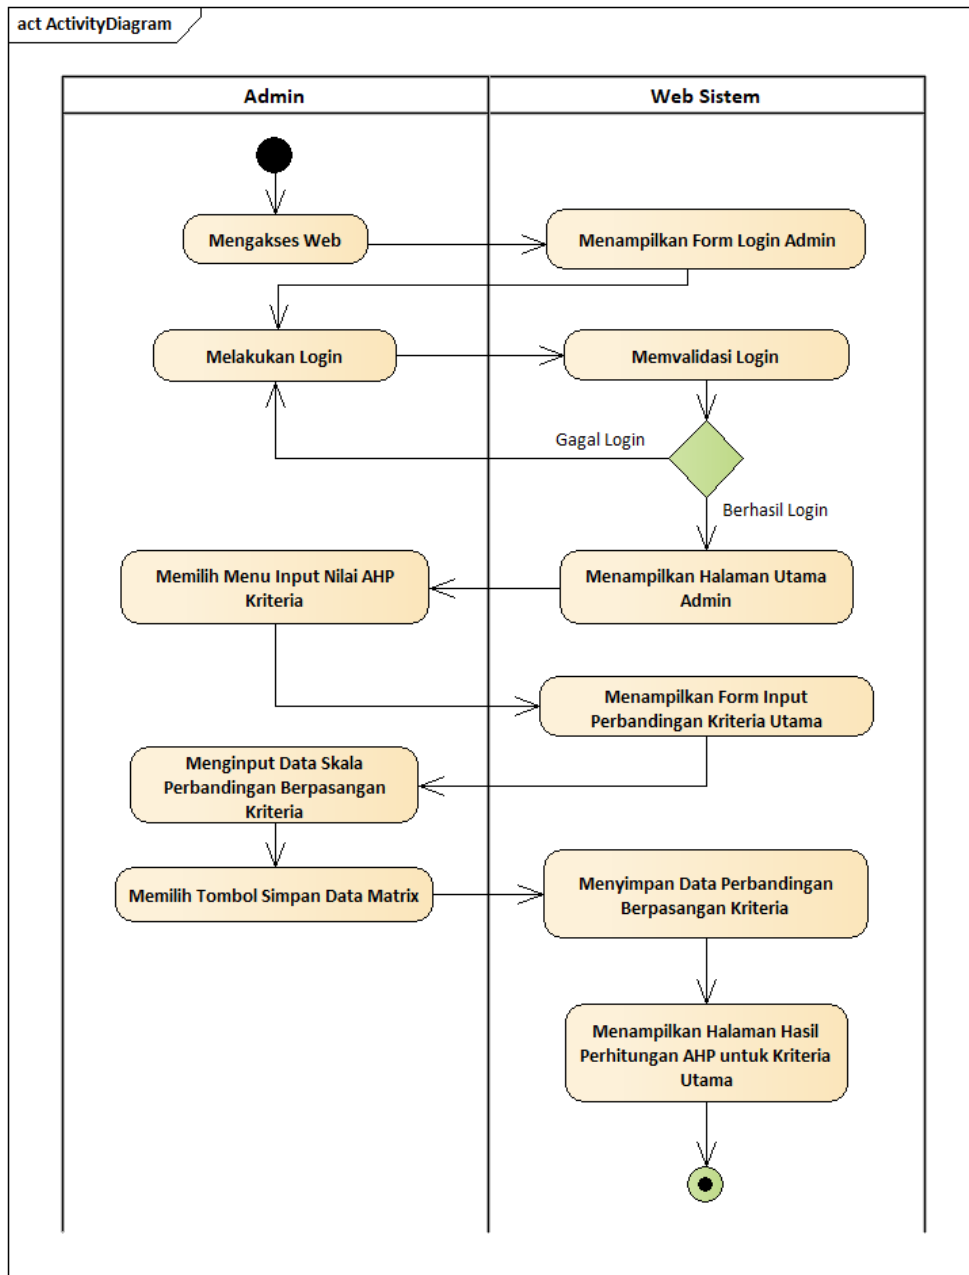 act ActivityDiagram
Admin
Web Sistem
Mengakses Web
Menampilkan Form Login Admin
Melakukan Login
Memvalidasi Login
Gagal Login
Berhasil Login
Memilih Menu Input Nilai AHP
Kriteria
Menampilkan Halaman Utama
Admin
Menampilkan Form Input
Perbandingan Kriteria Utama
Menginput Data Skala
Perbandingan Berpasangan
Kriteria
Memilih Tombol Simpan Data Matrix
Menyimpan Data Perbandingan
Berpasangan Kriteria
Menampilkan Halaman Hasil
Perhitungan AHP untuk Kriteria
Utama